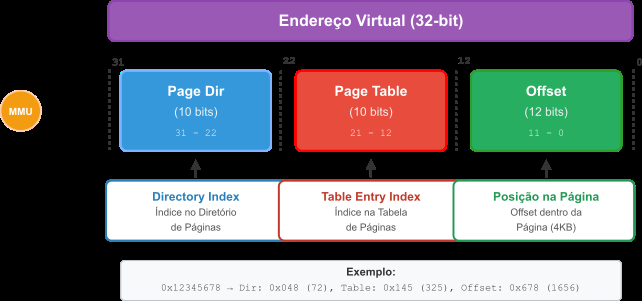 Endereço Virtual (32-bit)
31 22 12 0
MMU
Page Dir Page Table Offset
(10 bits) (10 bits) (12 bits)
31 - 22 21 - 12 11 - 0
Directory Index Table Entry Index Posição na Página
Índice no Diretório Índice na Tabela Offset dentro da
de Páginas de Páginas Página (4KB)
Exemplo:
0x12345678 → Dir: 0x048 (72), Table: 0x145 (325), Offset: 0x678 (1656)